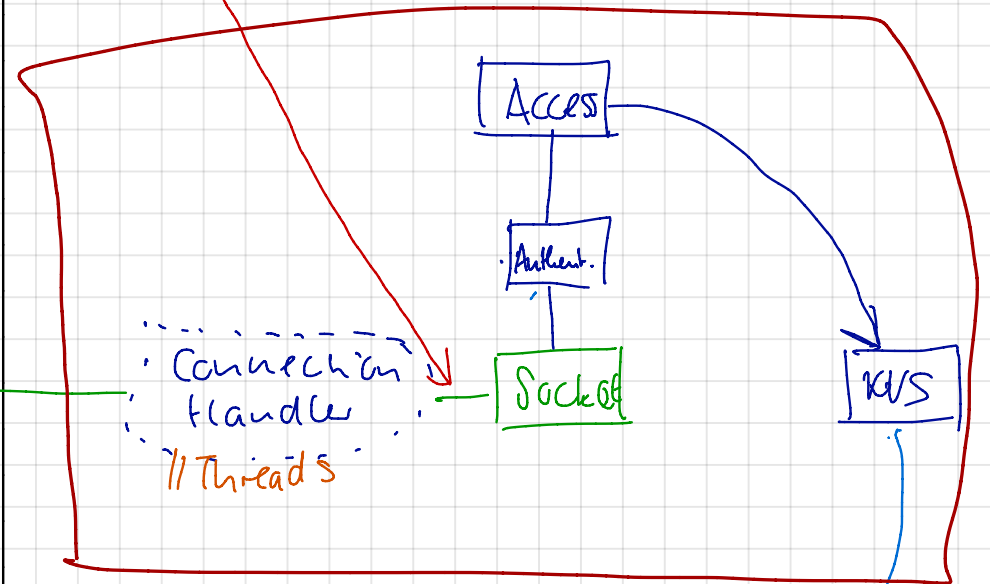 Access
Authent.
Connection
Handler
Socket
KVS
// Threads